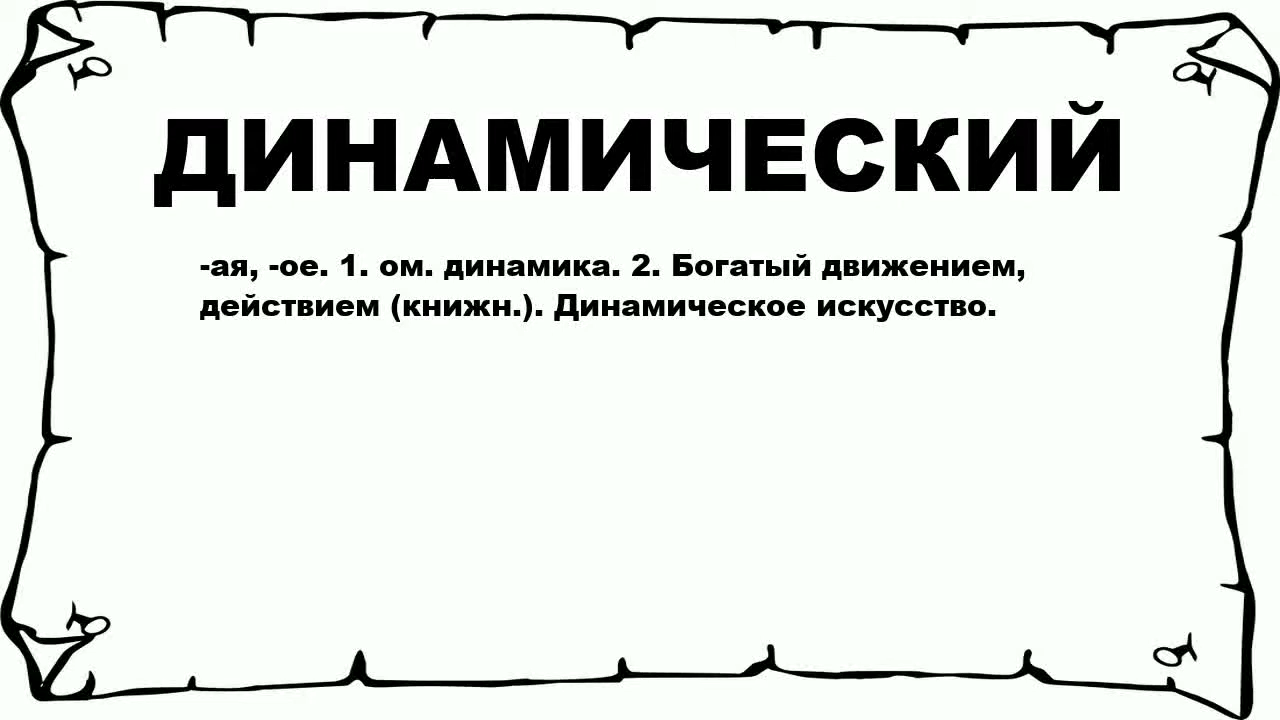 ДИНАМИЧЕСКИЙ
-ая, -ое. 1. ом. динамика. 2. Богатый движением,
действием (книжн.). Динамическое искусство.